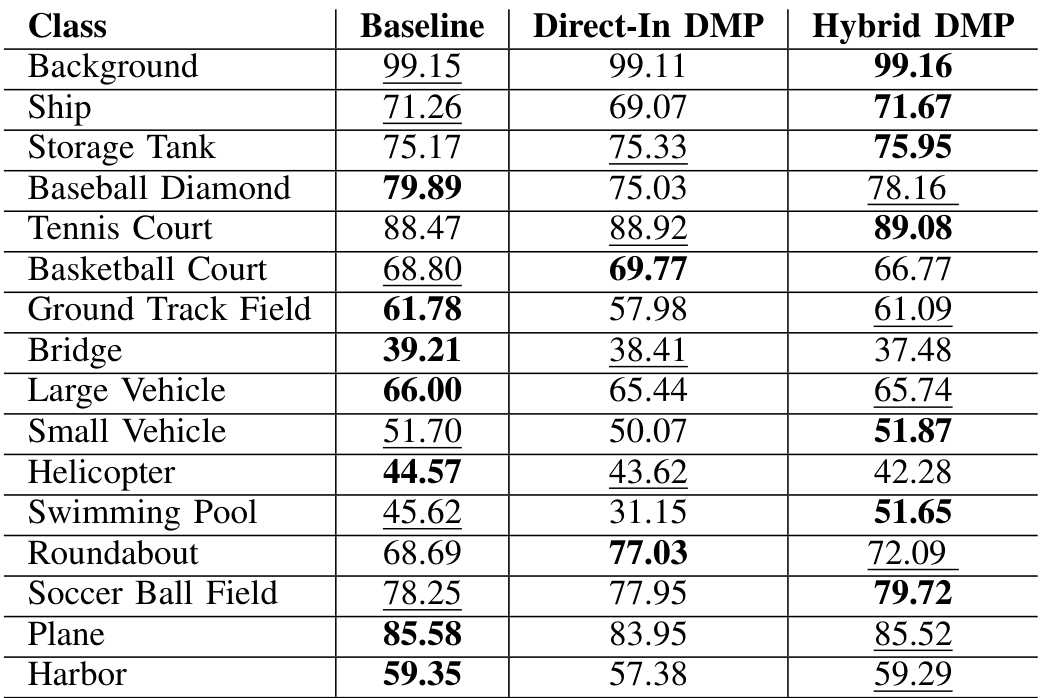 Class Baseline Direct-In DMP Hybrid DMP
Background 99.15 99.11 99.16
Ship 71.26 69.07 71.67
Storage Tank 75.17 75.33 75.95
Baseball Diamond 79.89 75.03 78.16
Tennis Court 88.47 88.92 89.08
Basketball Court 68.80 69.77 66.77
Ground Track Field 61.78 57.98 61.09
Bridge 39.21 38.41 37.48
Large Vehicle 66.00 65.44 65.74
Small Vehicle 51.70 50.07 51.87
Helicopter 44.57 43.62 42.28
Swimming Pool 45.62 31.15 51.65
Roundabout 68.69 77.03 72.09
Soccer Ball Field 78.25 77.95 79.72
Plane 85.58 83.95 85.52
Harbor 59.35 57.38 59.29